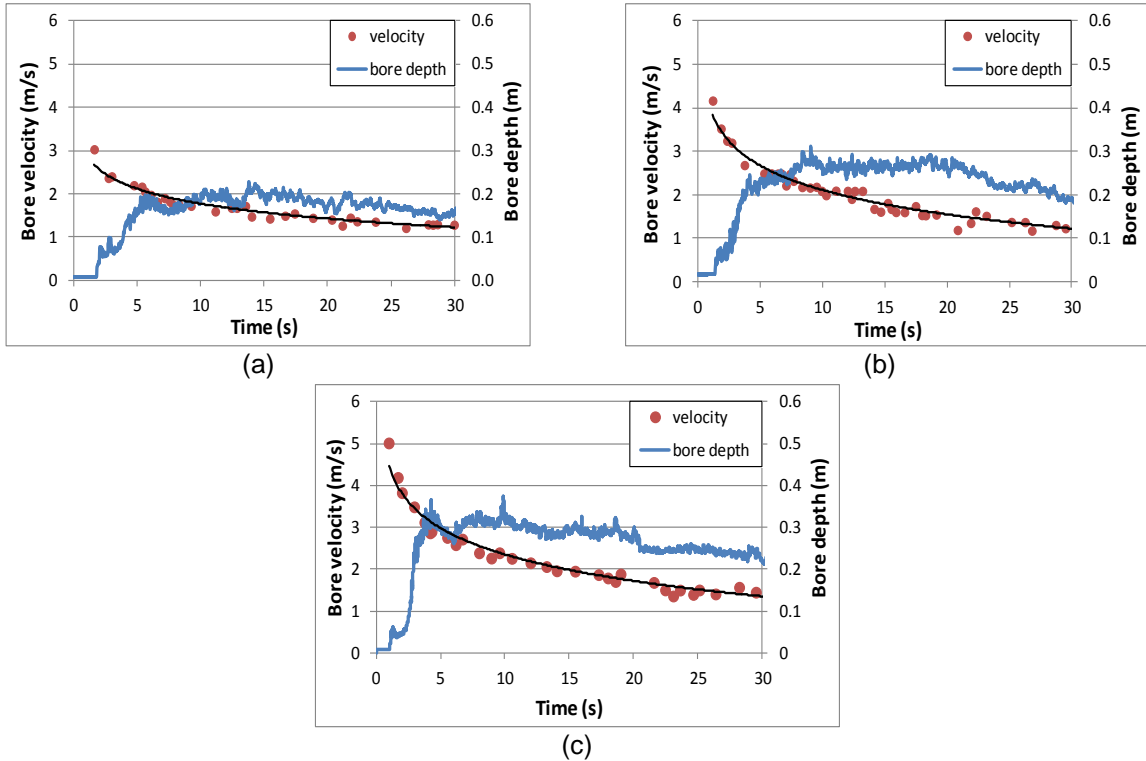 6 0.6
velocity
bore depth
5 0.5
4 0.4
3 0.3
2 0.2
1 0.1
0 0.0
0 5 10 15 20 25 30
Bore velocity (m/s)
Bore depth (m)
Time (s)
(a)
6 0.6
velocity
bore depth
5 0.5
4 0.4
3 0.3
2 0.2
1 0.1
0 0
0 5 10 15 20 25 30
Bore velocity (m/s)
Bore depth (m)
Time (s)
(b)
6 0.6
velocity
bore depth
5 0.5
4 0.4
3 0.3
2 0.2
1 0.1
0 0
0 5 10 15 20 25 30
Bore velocity (m/s)
Bore depth (m)
Time (s)
(c)